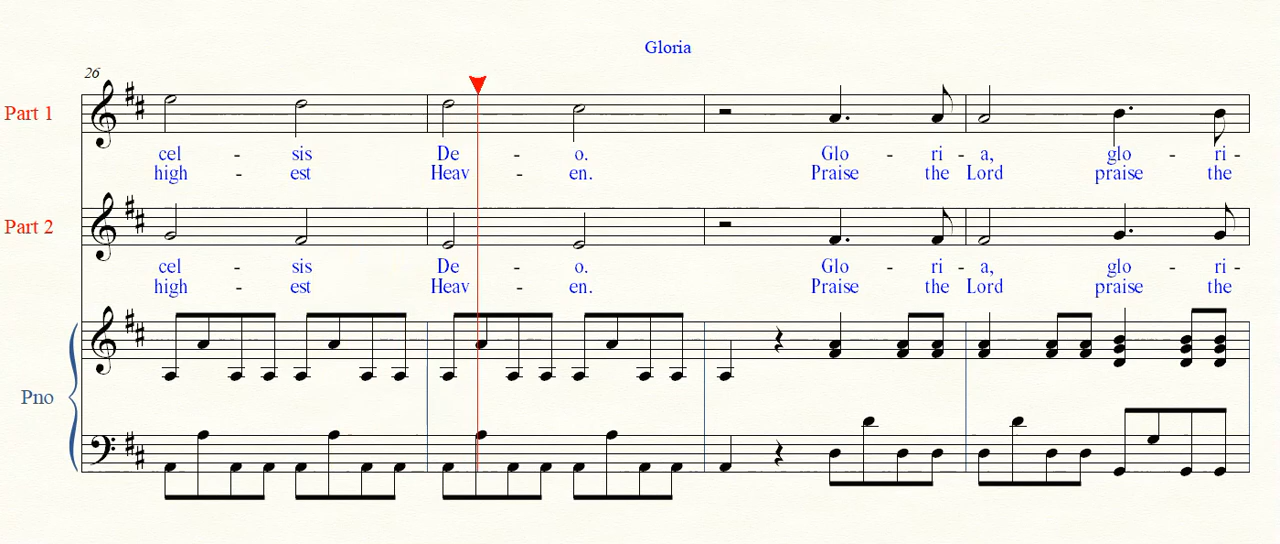 Gloria
26
Part 1
cel - sis De - o. Glo - ri - a, glo - ri -
high - est Heav - en. Praise the Lord praise the
Part 2
cel - sis De - o. Glo - ri - a, glo - ri -
high - est Heav - en. Praise the Lord praise the
Pno